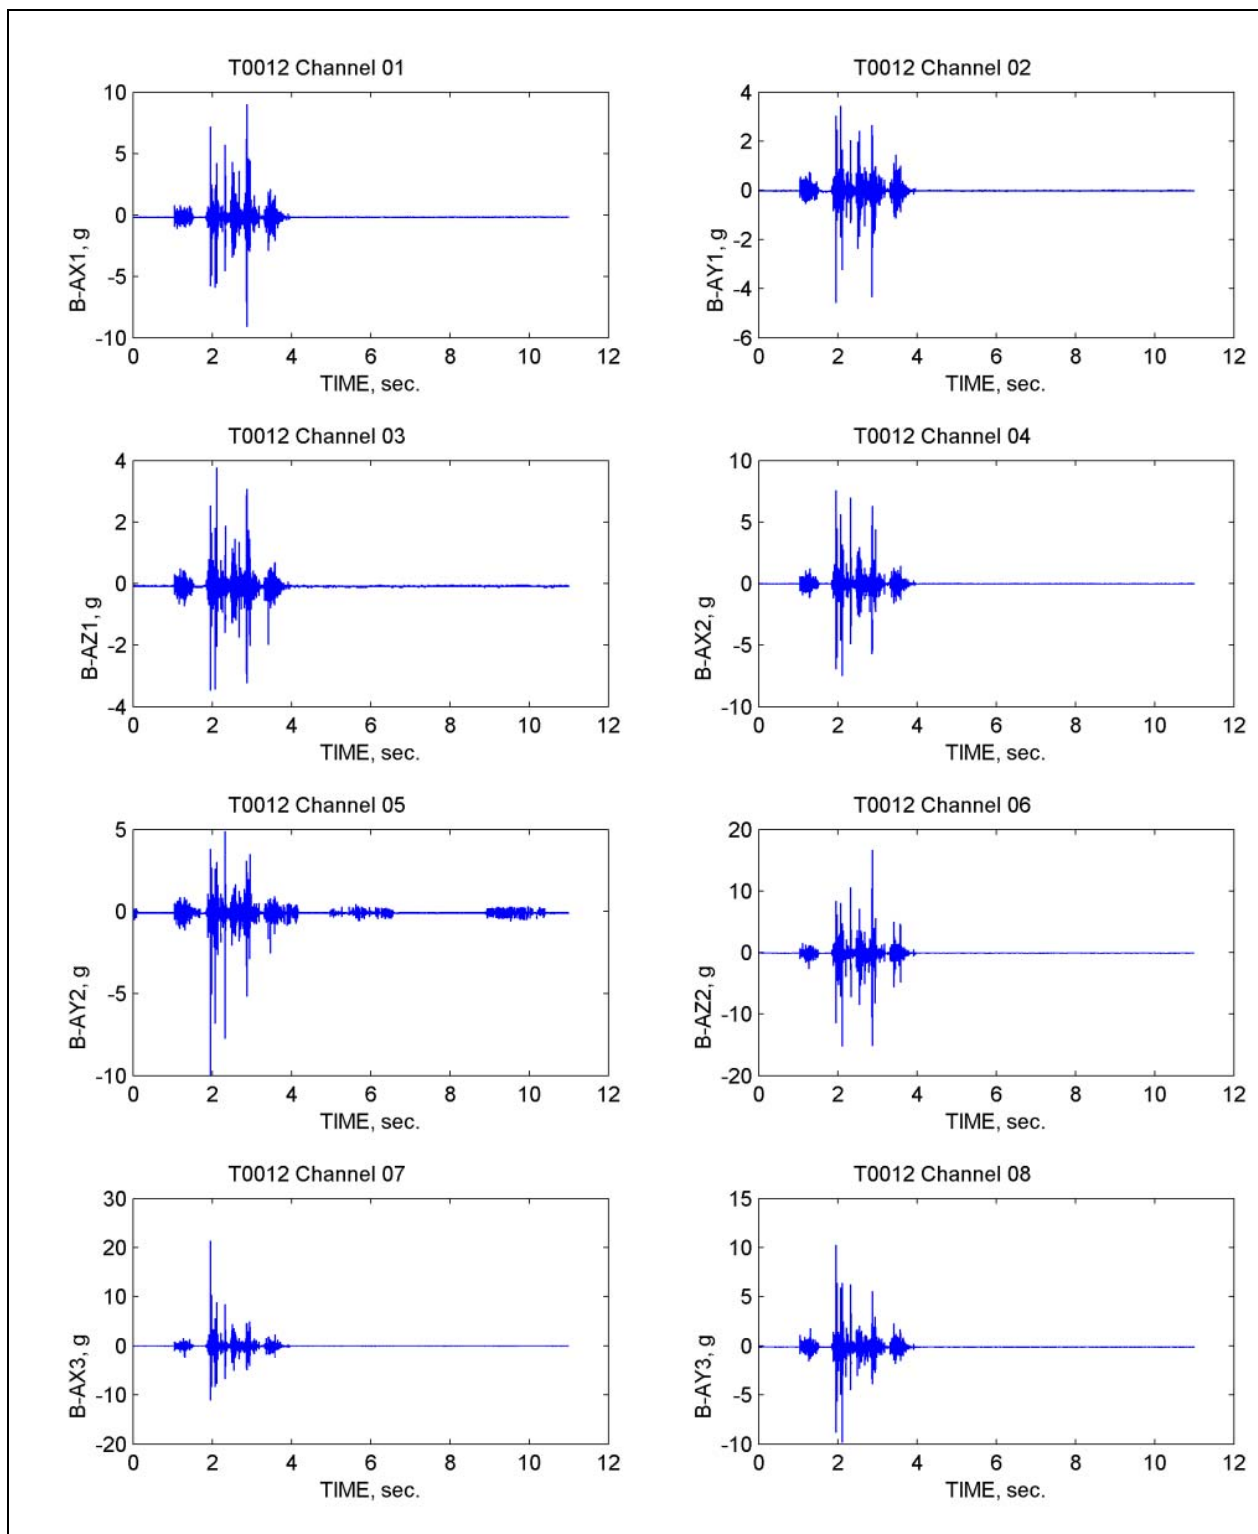 T0012 Channel 01
10
5
0
-5
-10
B-AX1, g
0 2 4 6 8 10 12
TIME, sec.
T0012 Channel 02
4
2
0
-2
-4
-6
B-AY1, g
0 2 4 6 8 10 12
TIME, sec.
T0012 Channel 03
4
2
0
-2
-4
B-AZ1, g
0 2 4 6 8 10 12
TIME, sec.
T0012 Channel 04
10
5
0
-5
-10
B-AX2, g
0 2 4 6 8 10 12
TIME, sec.
T0012 Channel 05
5
0
-5
-10
B-AY2, g
0 2 4 6 8 10 12
TIME, sec.
T0012 Channel 06
20
10
0
-10
-20
B-AZ2, g
0 2 4 6 8 10 12
TIME, sec.
T0012 Channel 07
30
20
10
0
-10
-20
B-AX3, g
0 2 4 6 8 10 12
TIME, sec.
T0012 Channel 08
15
10
5
0
-5
-10
B-AY3, g
0 2 4 6 8 10 12
TIME, sec.